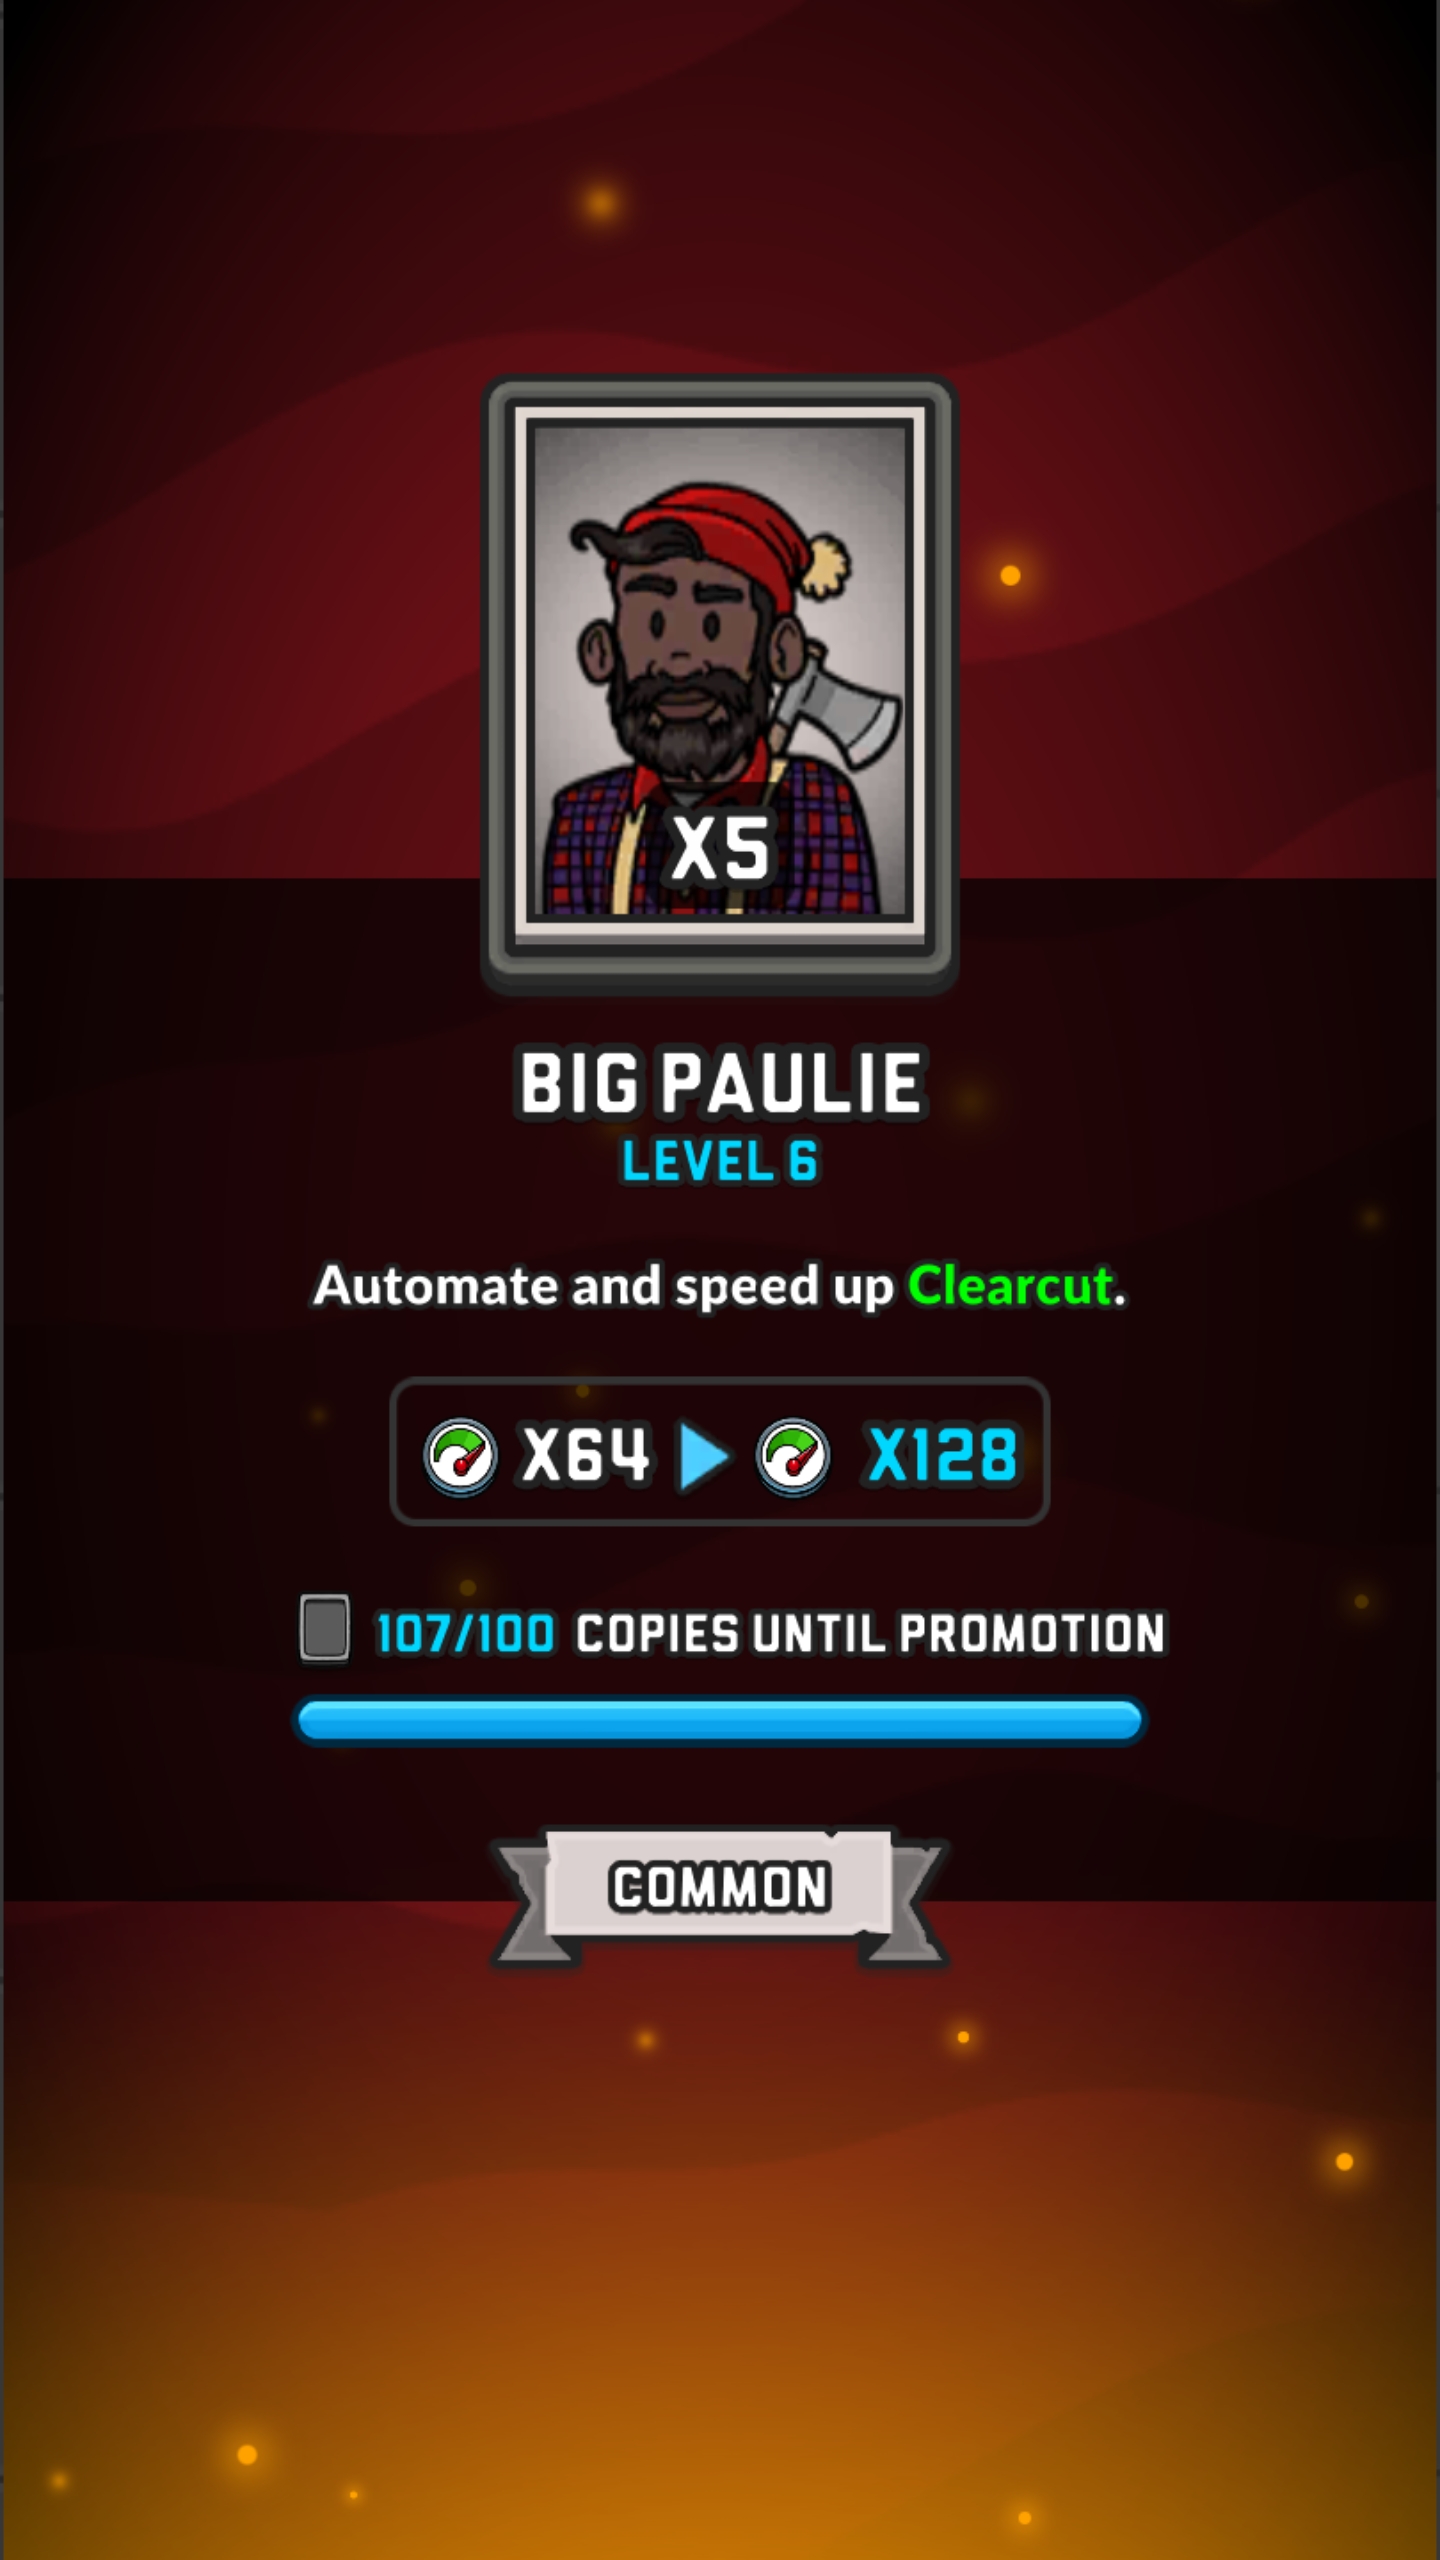 X5
BIG PAULIE
LEVEL 6
Automate and speed up Clearcut.
X64 X128
107/100 COPIES UNTIL PROMOTION
COMMON